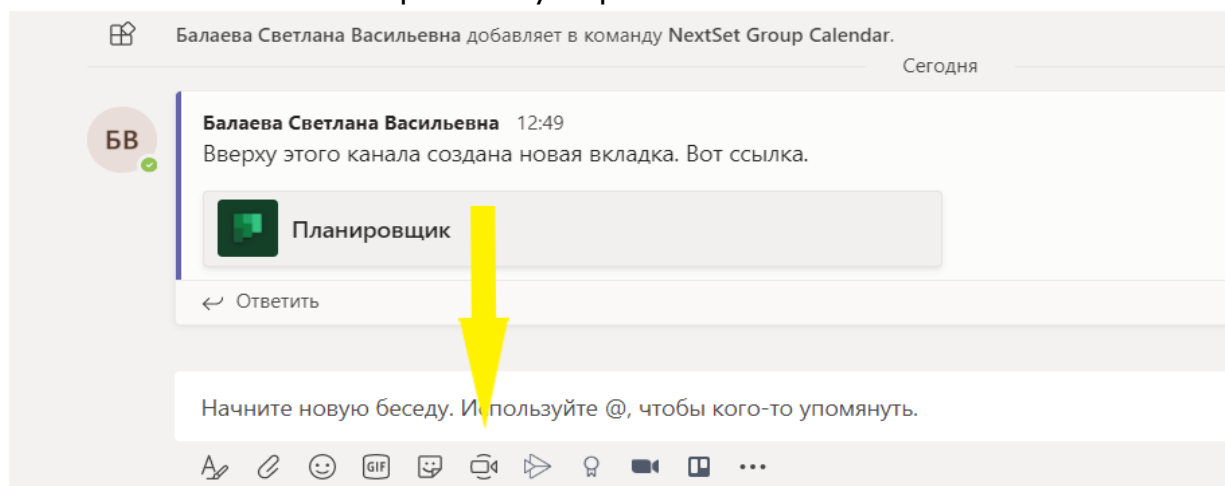 Балаева Светлана Васильевна добавляет в команду NextSet Group Calendar.
Сегодня
БВ
Балаева Светлана Васильевна 12:49
Вверху этого канала создана новая вкладка. Вот ссылка.
Планировщик
Ответить
Начните новую беседу. Используйте @, чтобы кого-то упомянуть.
GIF